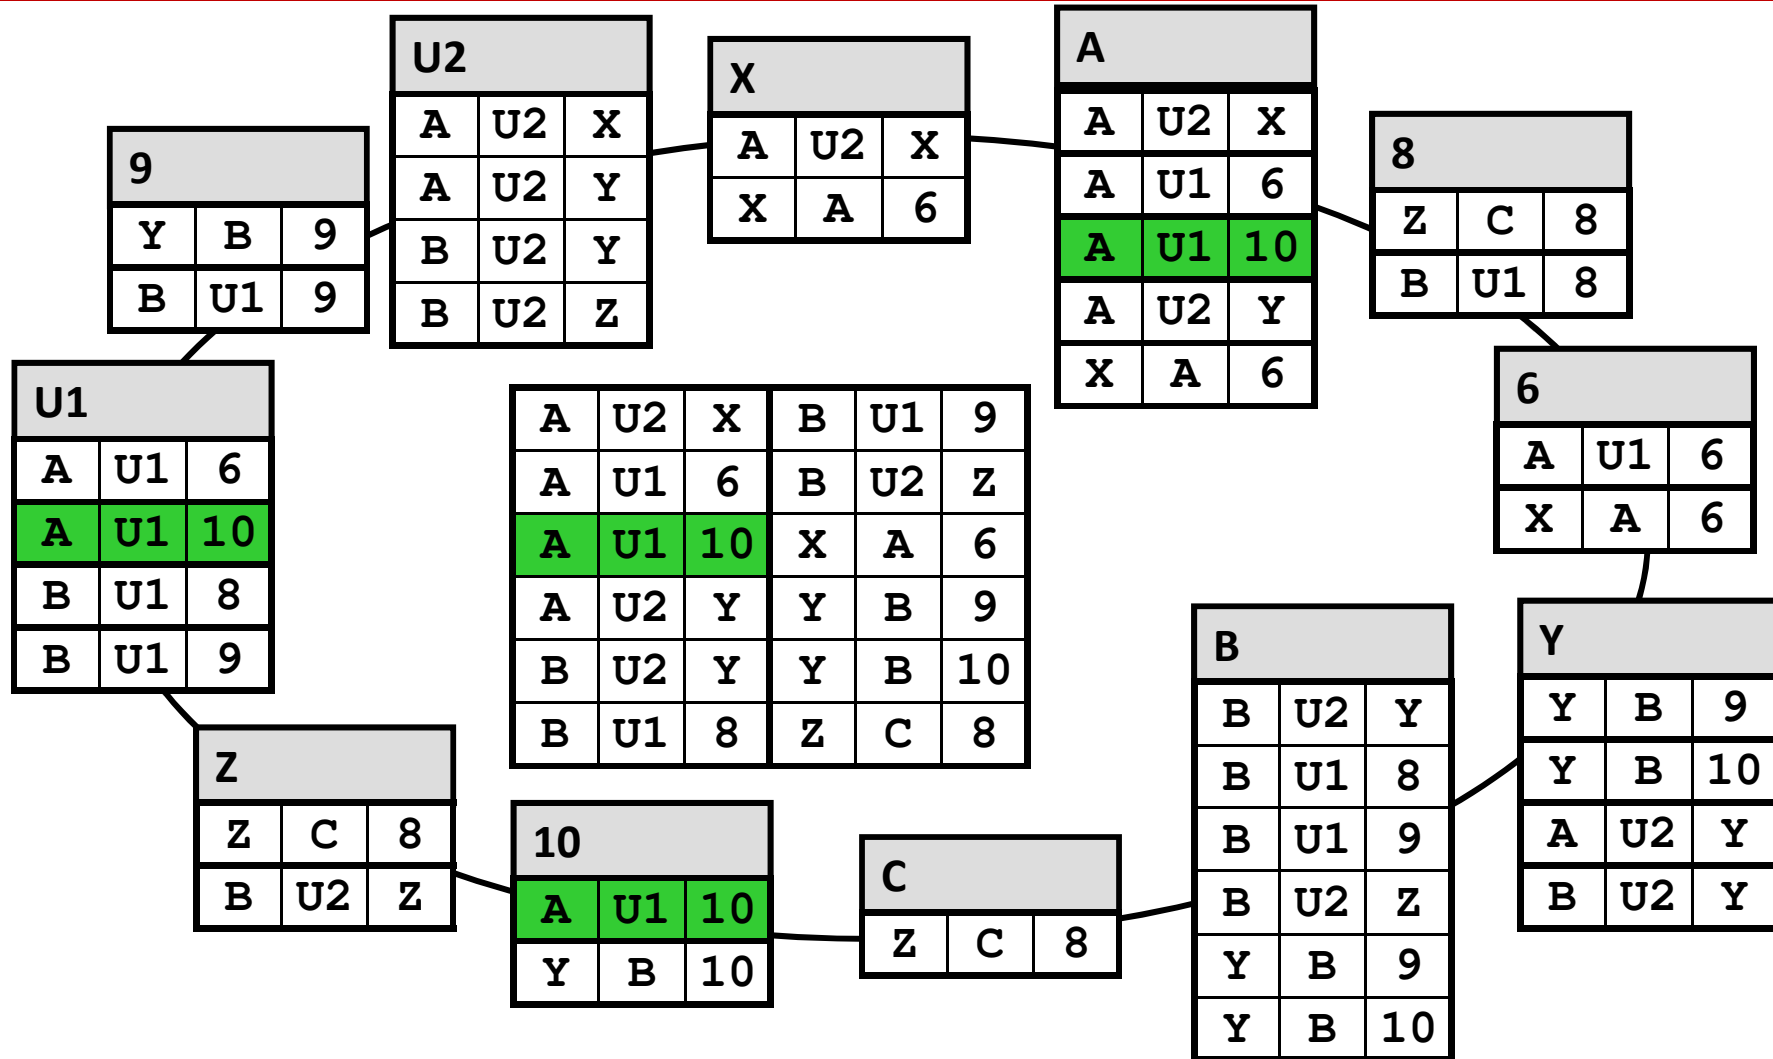 U2
A U2 X
A U2 Y
B U2 Y
B U2 Z
X
A U2 X
X A 6
A
A U2 X
A U1 6
A U1 10
A U2 Y
X A 6
9
Y B 9
B U1 9
8
Z C 8
B U1 8
U1
A U1 6
A U1 10
B U1 8
B U1 9
A U2 X B U1 9
A U1 6 B U2 Z
A U1 10 X A 6
A U2 Y Y B 9
B U2 Y Y B 10
B U1 8 Z C 8
6
A U1 6
X A 6
Z
Z C 8
B U2 Z
10
A U1 10
Y B 10
C
Z C 8
B
B U2 Y
B U1 8
B U1 9
B U2 Z
Y B 9
Y B 10
Y
Y B 9
Y B 10
A U2 Y
B U2 Y